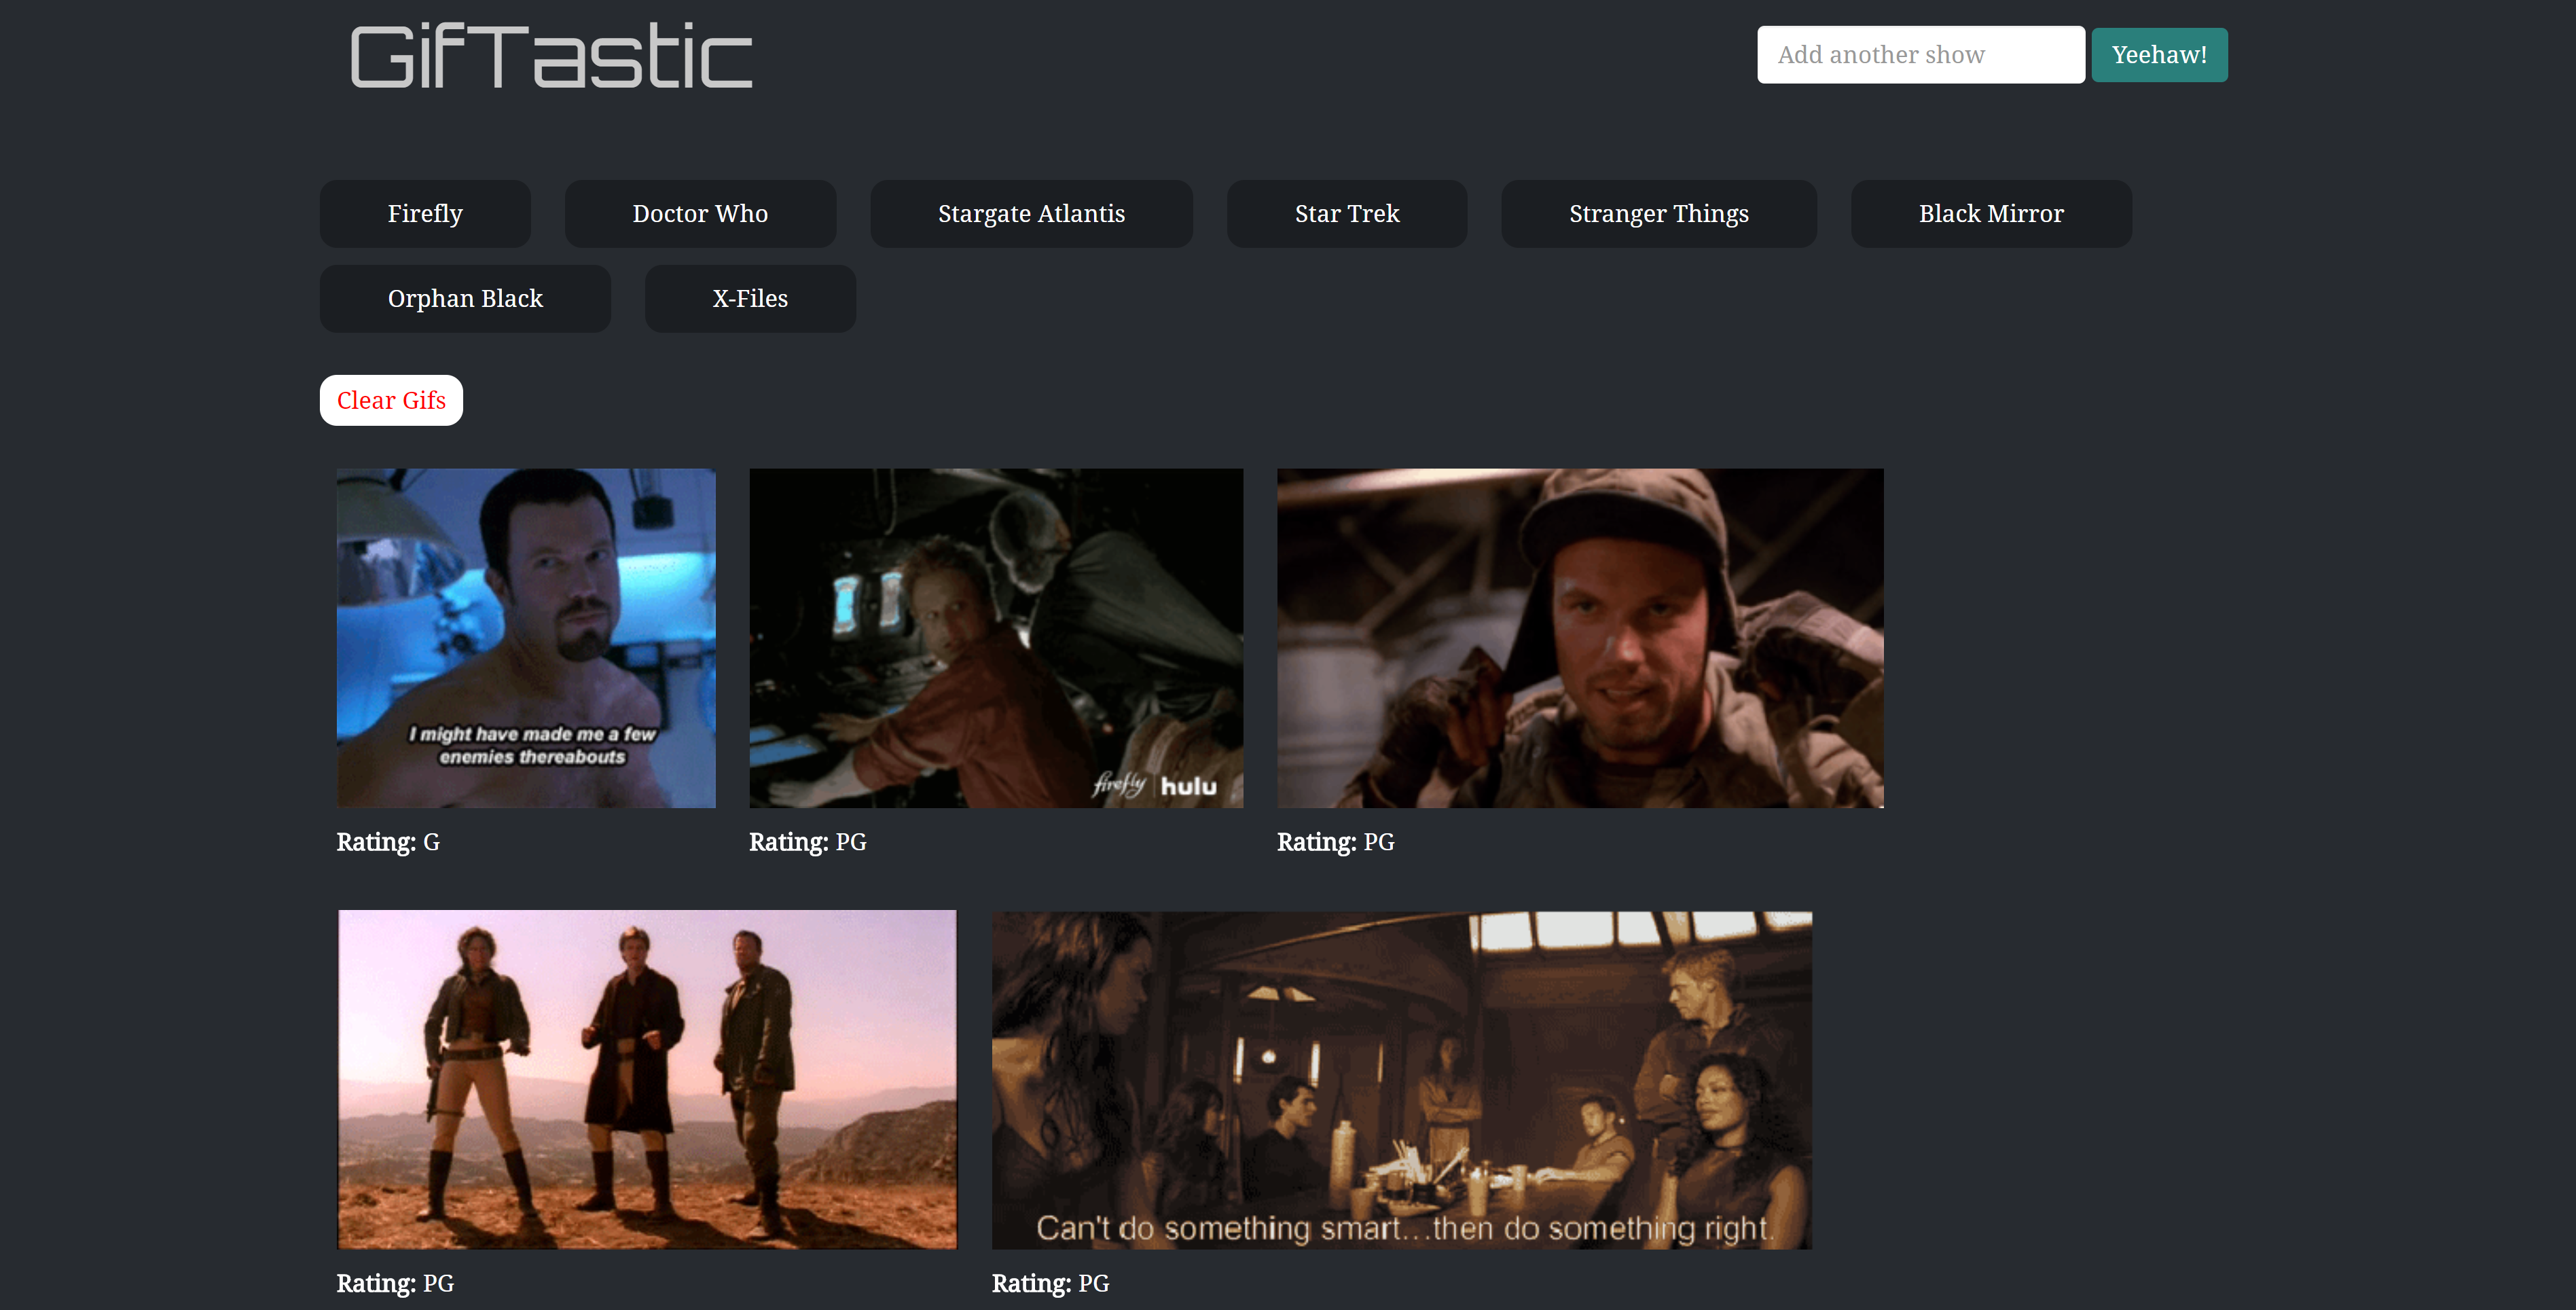 GifTastic
Add another show
Yeehaw!
Firefly
Doctor Who
Stargate Atlantis
Star Trek
Stranger Things
Black Mirror
Orphan Black
X-Files
Clear Gifs
I might have made me a few
enemies thereabouts
firefly | hulu
Rating: G
Rating: PG
Rating: PG
Can't do something smart...then do something right.
Rating: PG
Rating: PG